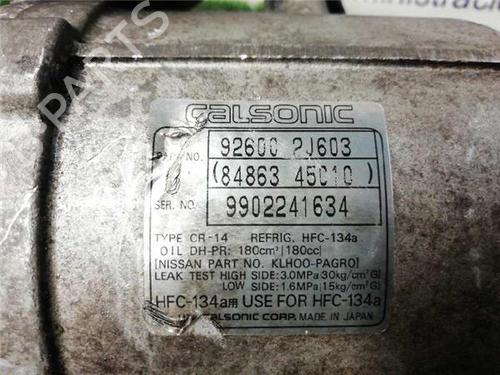 PARTS
ministraci
CALSONIC
NO. 92600 2J603
(84863 45C10)
SER. NO. 9902241634
TYPE CR-14 REFRIG. HFC-134a
OIL DH-PR: 180cm³ (180cc)
[NISSAN PART NO. KLH00-PAGR0]
LEAK TEST HIGH SIDE: 3.0MPa (30kg/cm²G)
LOW SIDE: 1.6MPa (15kg/cm²G)
HFC-134a用 USE FOR HFC-134a
CALSONIC CORP. MADE IN JAPAN